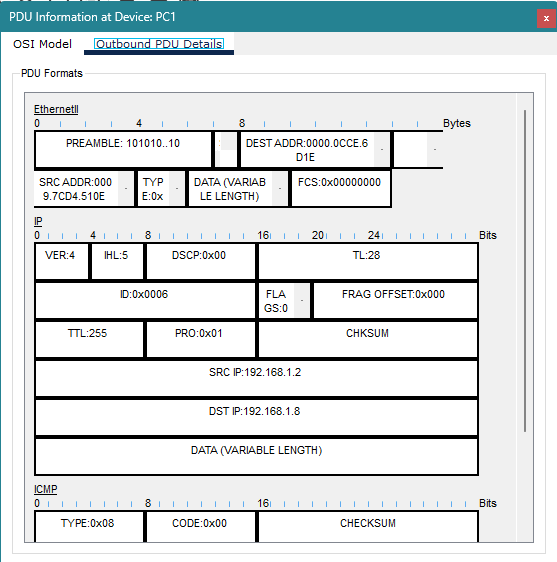 PDU Information at Device: PC1
x
OSI Model Outbound PDU Details
PDU Formats
EthernetII
0 4 8 Bytes
PREAMBLE: 101010..10 DEST ADDR:0000.0CCE.6
D1E
SRC ADDR:000 TYP DATA (VARIAB FCS:0x00000000
9.7CD4.510E E:0x LE LENGTH)
IP
0 4 8 16 20 24 Bits
VER:4 IHL:5 DSCP:0x00 TL:28
ID:0x0006 FLA FRAG OFFSET:0x000
GS:0
TTL:255 PRO:0x01 CHKSUM
SRC IP:192.168.1.2
DST IP:192.168.1.8
DATA (VARIABLE LENGTH)
ICMP
0 8 16 Bits
TYPE:0x08 CODE:0x00 CHECKSUM